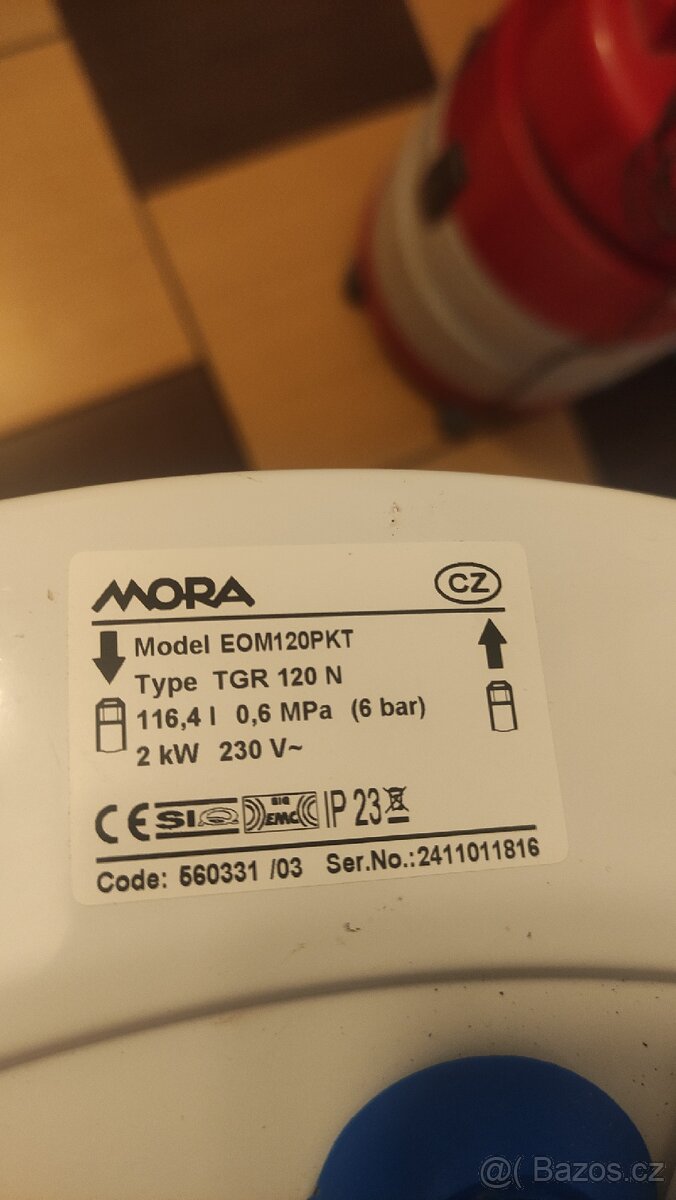 MORA CZ
Model EOM120PKT
Type TGR 120 N
116,4 l 0,6 MPa (6 bar)
2 kW 230 V~
CE SI SIQ EMC IP 23
Code: 560331 /03 Ser.No.:2411011816
@( Bazos.cz